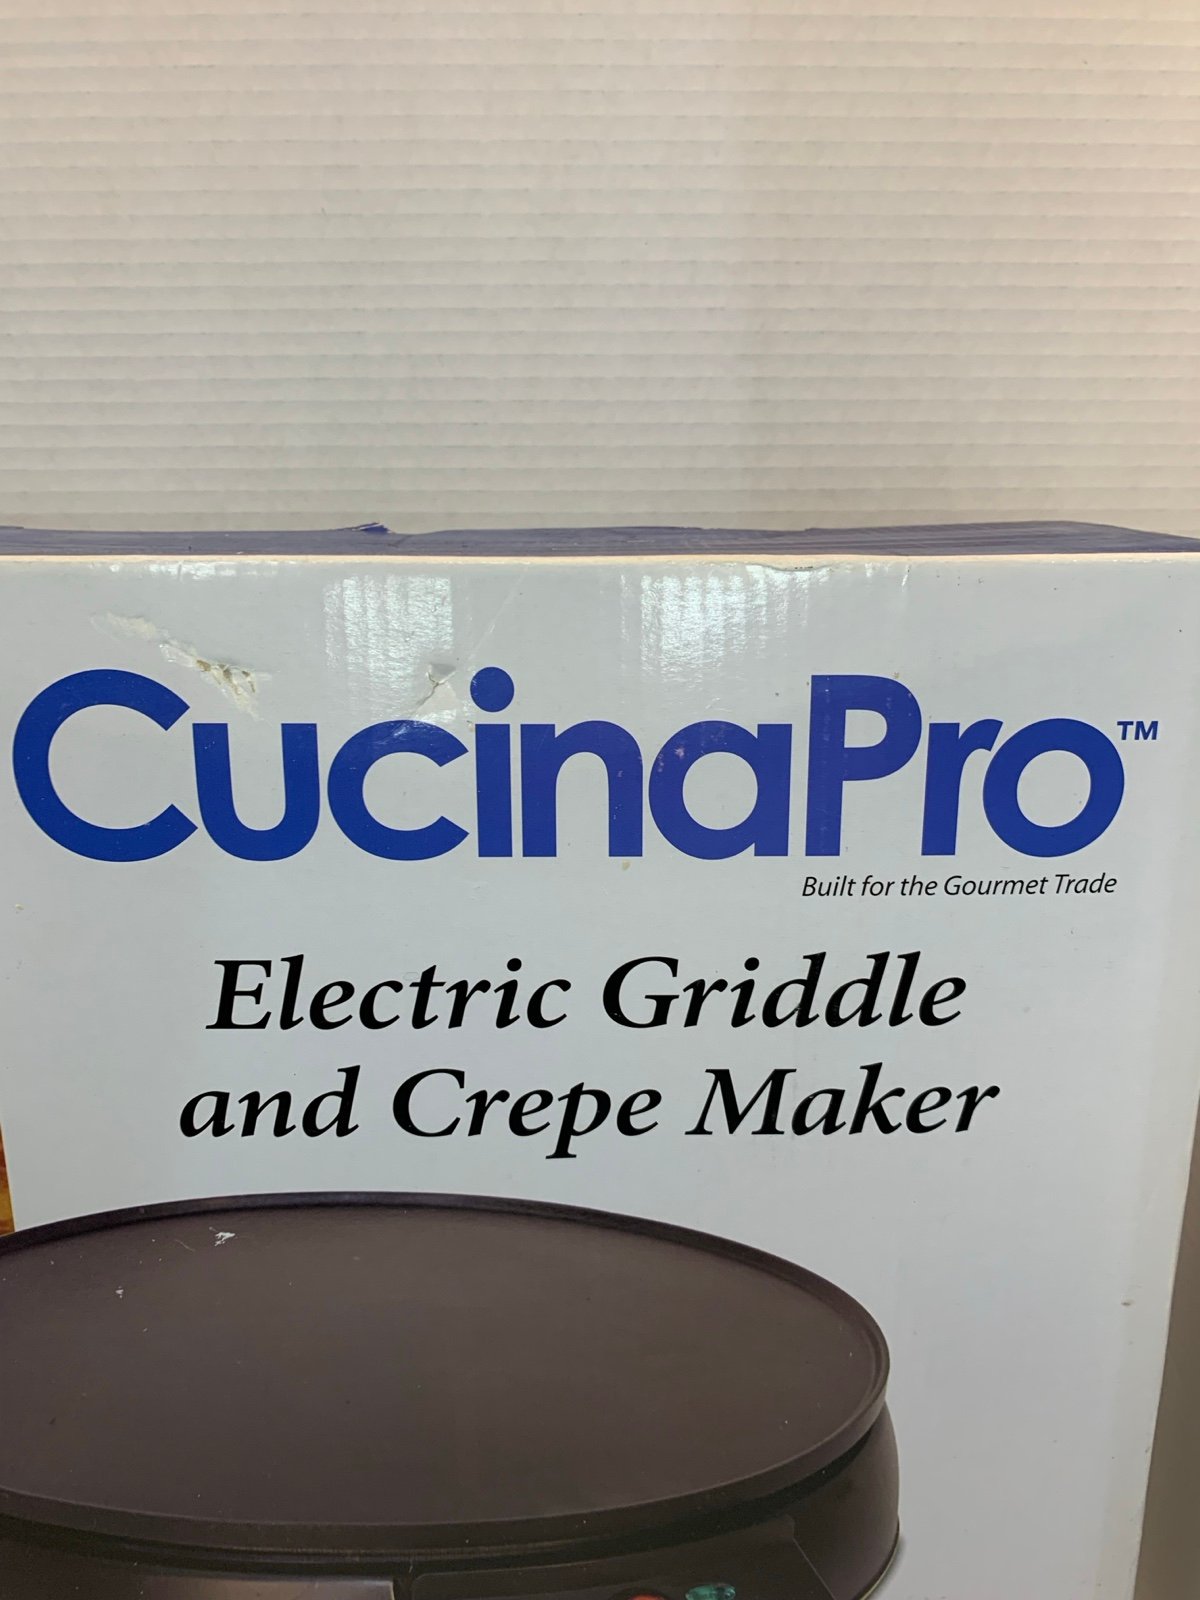 CucinaPro™
Built for the Gourmet Trade
Electric Griddle
and Crepe Maker